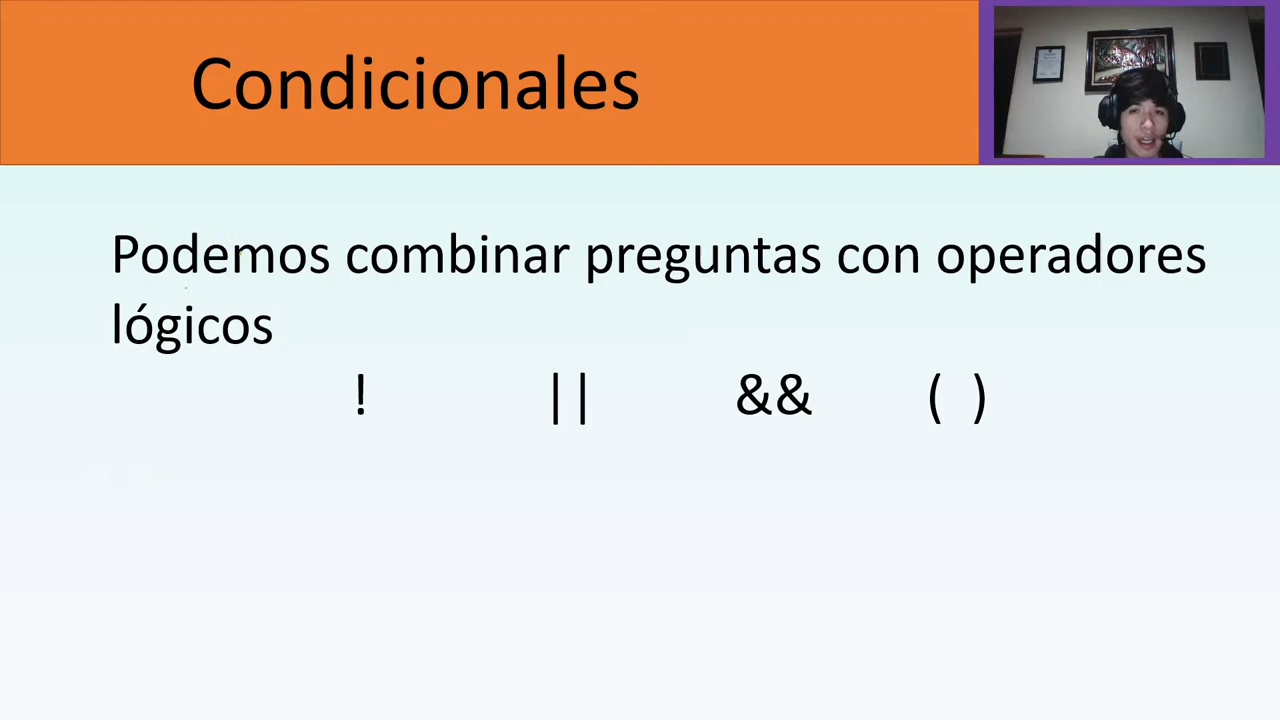 Condicionales
Podemos combinar preguntas con operadores
lógicos
! || && ( )